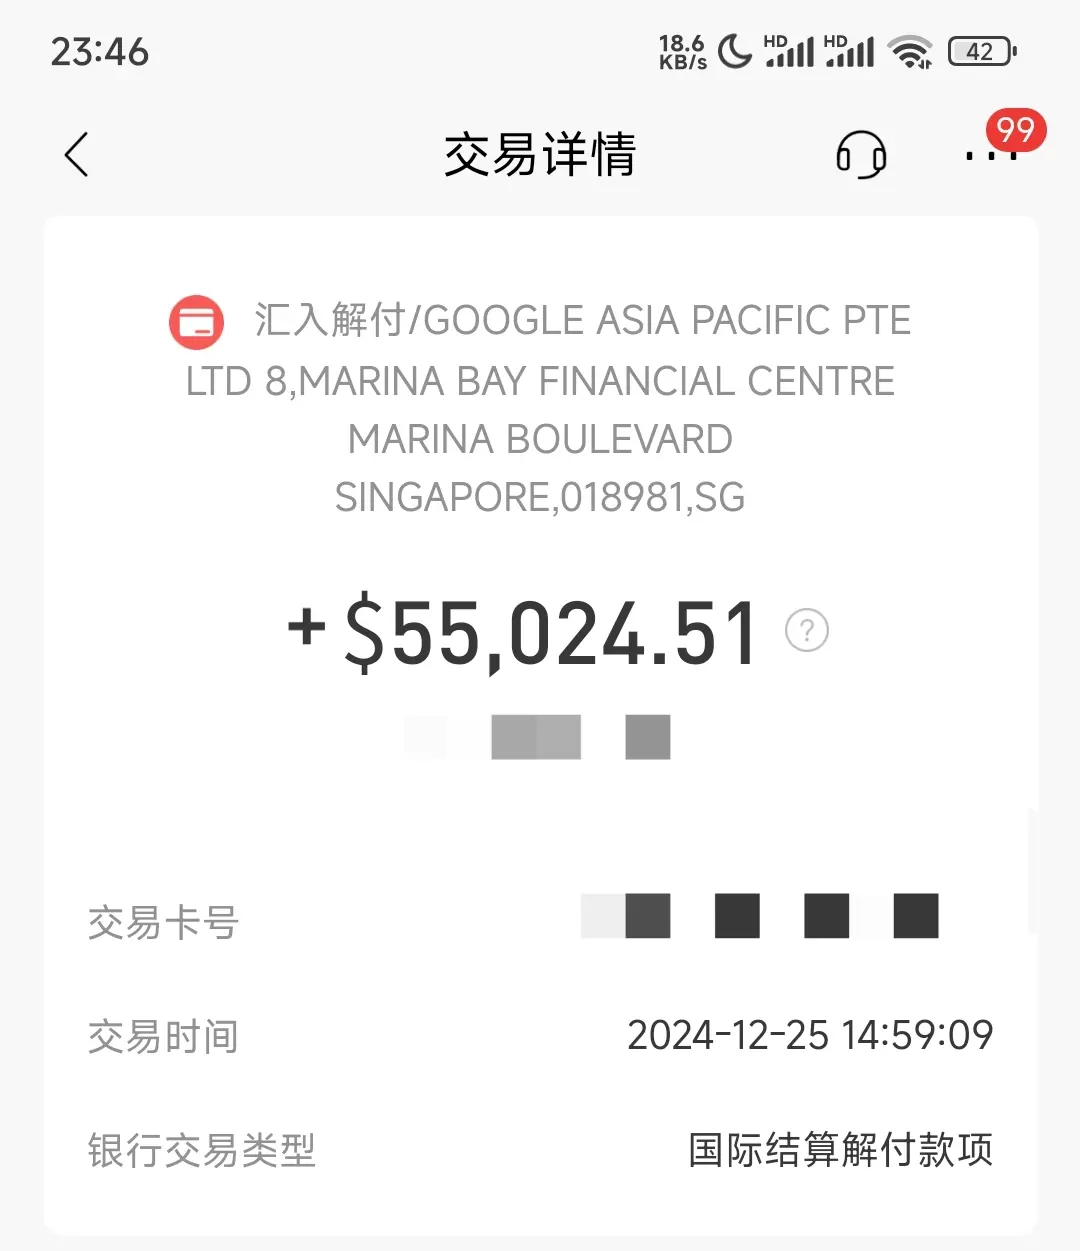 23:46 18.6 KB/s HD HD 42
交易详情 99
汇入解付/GOOGLE ASIA PACIFIC PTE
LTD 8,MARINA BAY FINANCIAL CENTRE
MARINA BOULEVARD
SINGAPORE,018981,SG
+$55,024.51 ?
交易卡号
交易时间 2024-12-25 14:59:09
银行交易类型 国际结算解付款项